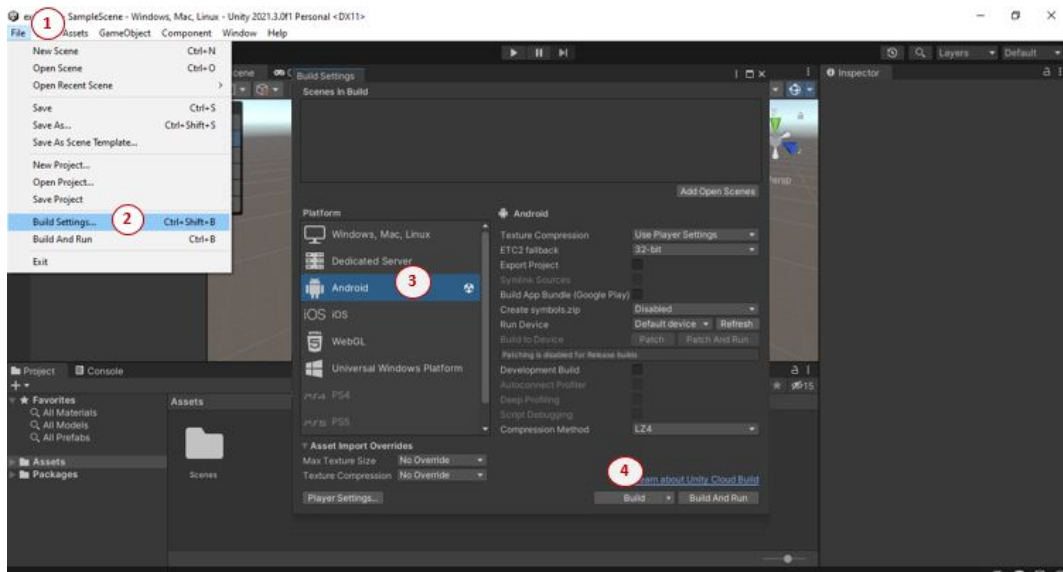 SampleScene - Windows, Mac, Linux - Unity 2021.3.0f1 Personal <DX11>
1
File Assets GameObject Component Window Help
New Scene Ctrl+N
Open Scene Ctrl+O
Open Recent Scene
Save Ctrl+S
Save As... Ctrl+Shift+S
Save As Scene Template...
New Project...
Open Project...
Save Project
Build Settings... 2 Ctrl+Shift+B
Build And Run Ctrl+B
Exit
Layers Default
Inspector
Persp
15
Build Settings
Scenes In Build
Add Open Scenes
Platform
Windows, Mac, Linux
Dedicated Server
Android 3
iOS iOS
WebGL
Universal Windows Platform
PS4 PS4
PS5 PS5
Android
Texture Compression Use Player Settings
ETC2 fallback 32-bit
Export Project
Symlink Sources
Build App Bundle (Google Play)
Create symbols.zip Disabled
Run Device Default device Refresh
Build to Device Patch Patch And Run
Patching is disabled for Release builds
Development Build
Autoconnect Profiler
Deep Profiling
Script Debugging
Compression Method LZ4
Asset Import Overrides
Max Texture Size No Override
Texture Compression No Override
4
about Unity Cloud Build
Player Settings... Build Build And Run
Project Console
Favorites
All Materials
All Models
All Prefabs
Assets
Packages
Assets
Scenes